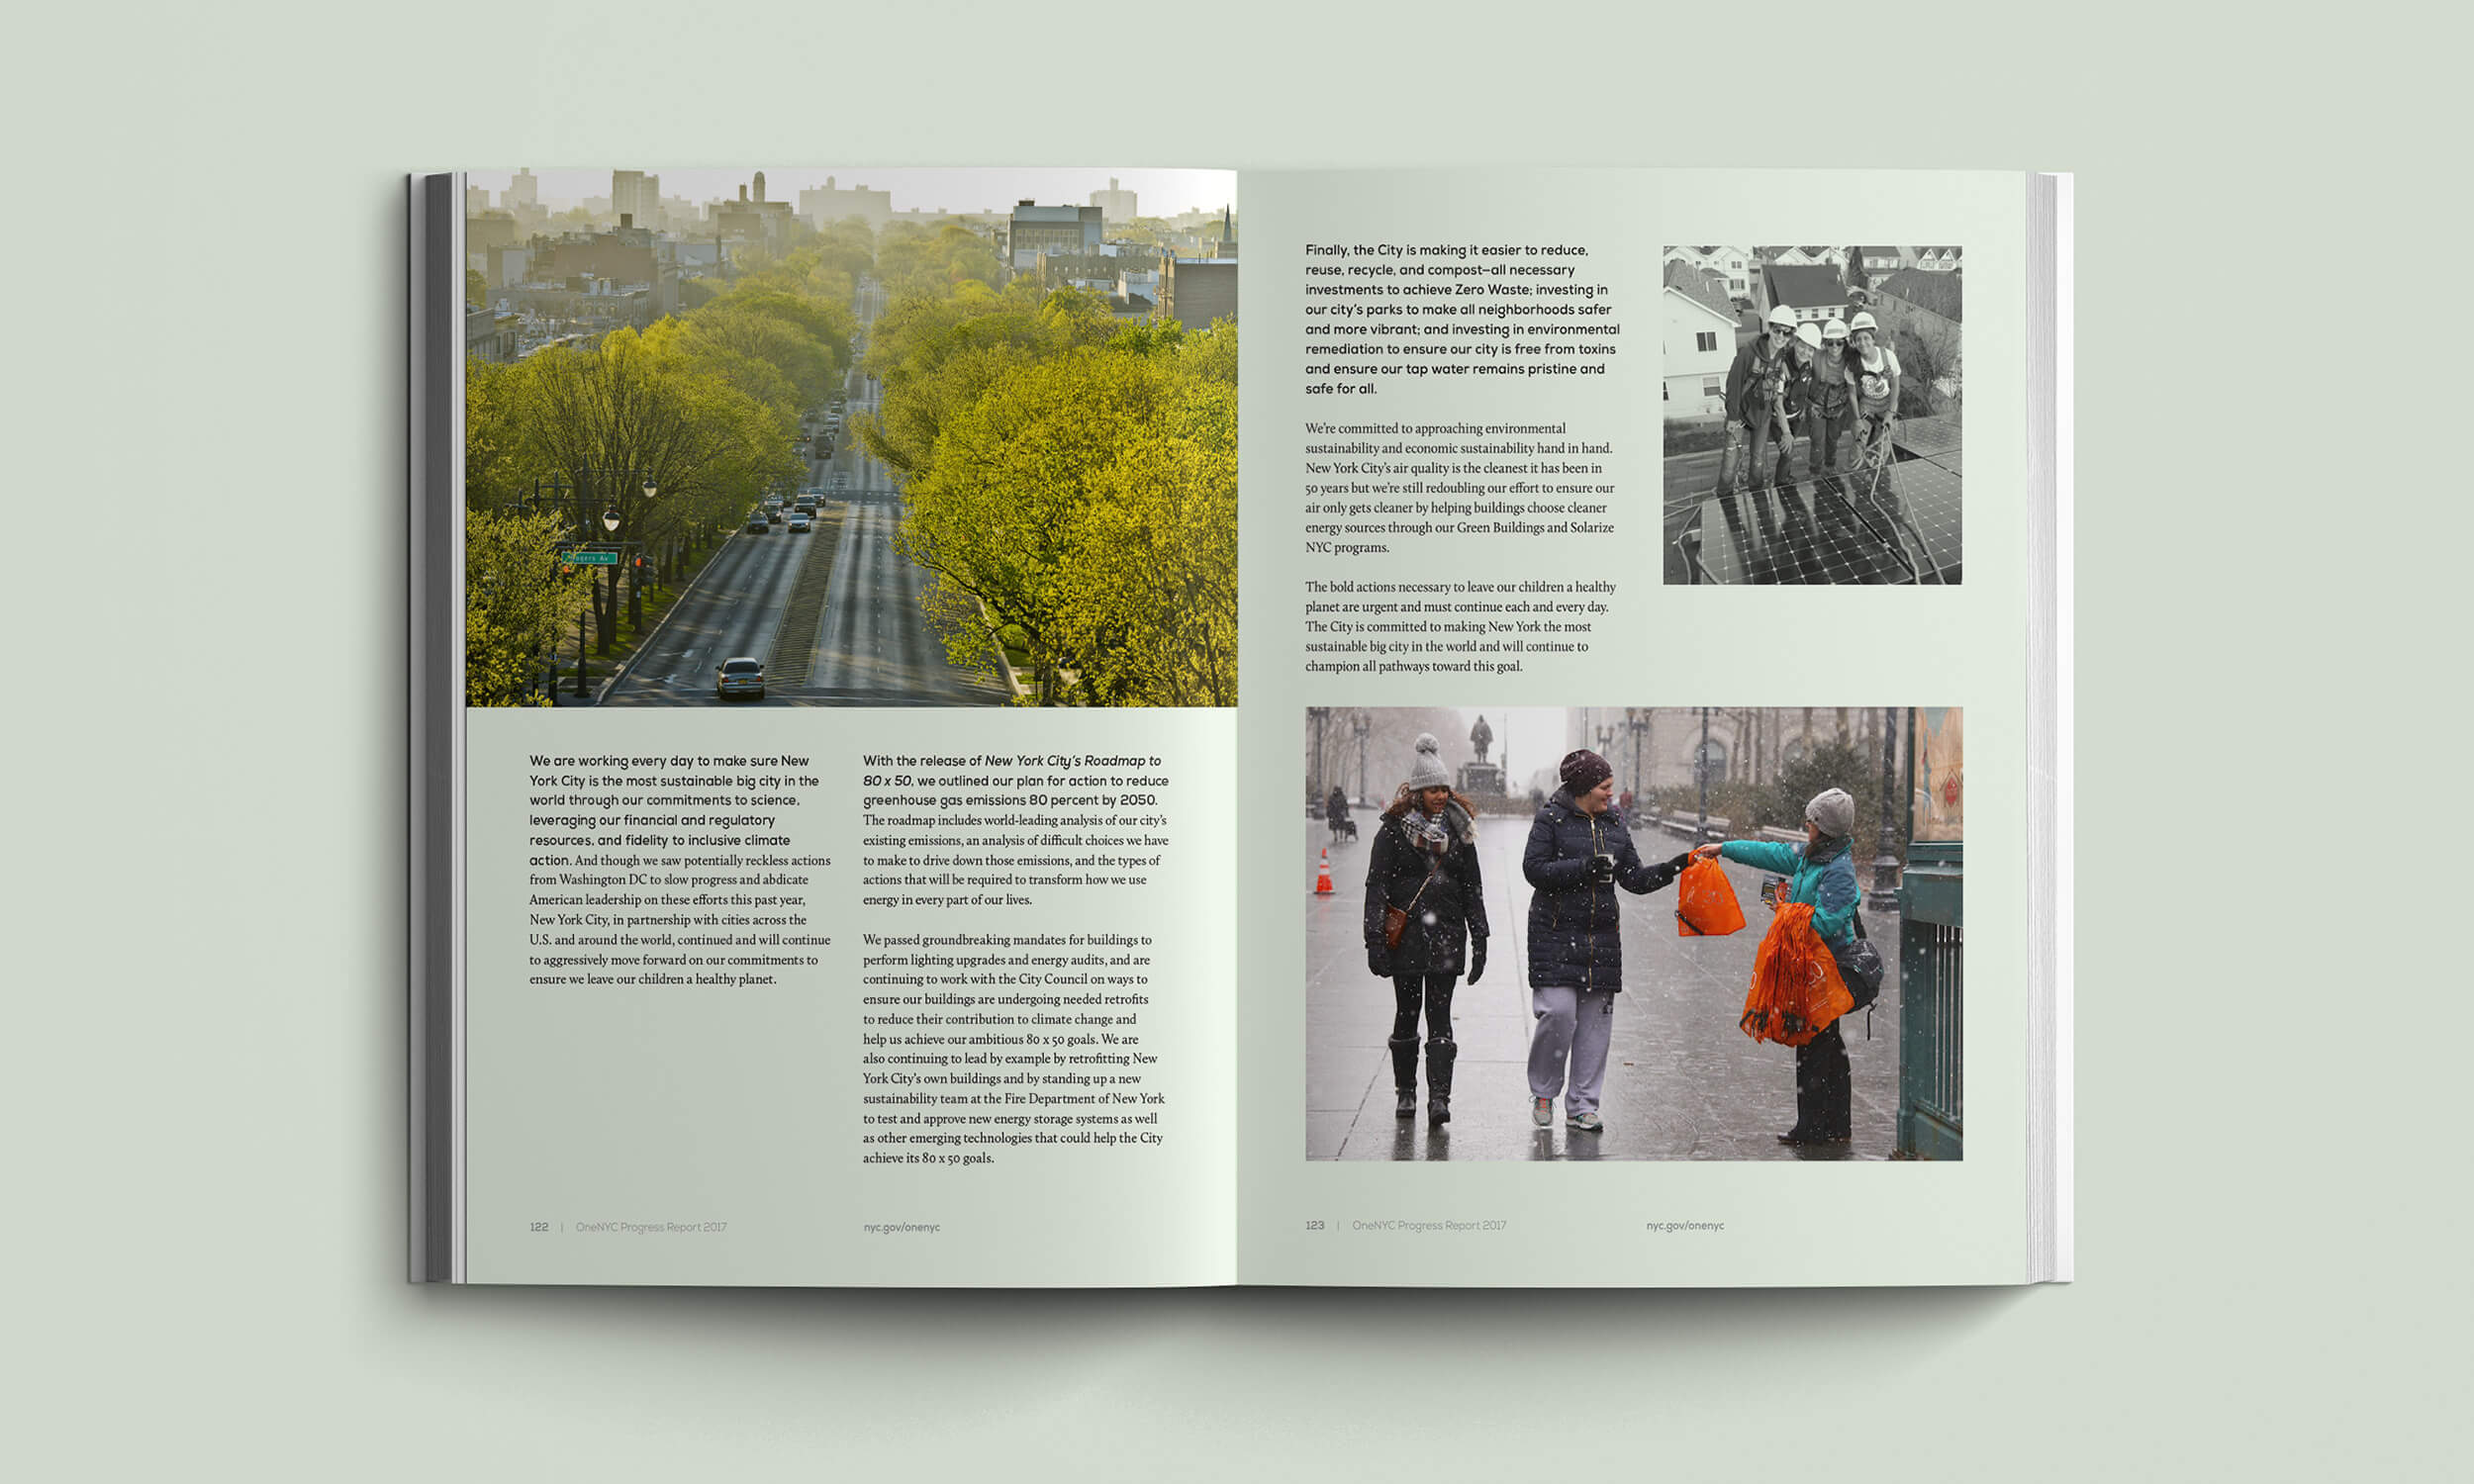 ogers Av
We are working every day to make sure New
York City is the most sustainable big city in the
world through our commitments to science,
leveraging our financial and regulatory
resources, and fidelity to inclusive climate
action. And though we saw potentially reckless actions
from Washington DC to slow progress and abdicate
American leadership on these efforts this past year,
New York City, in partnership with cities across the
U.S. and around the world, continued and will continue
to aggressively move forward on our commitments to
ensure we leave our children a healthy planet.
With the release of New York City's Roadmap to
80 x 50, we outlined our plan for action to reduce
greenhouse gas emissions 80 percent by 2050.
The roadmap includes world-leading analysis of our city's
existing emissions, an analysis of difficult choices we have
to make to drive down those emissions, and the types of
actions that will be required to transform how we use
energy in every part of our lives.
We passed groundbreaking mandates for buildings to
perform lighting upgrades and energy audits, and are
continuing to work with the City Council on ways to
ensure our buildings are undergoing needed retrofits
to reduce their contribution to climate change and
help us achieve our ambitious 80 x 50 goals. We are
also continuing to lead by example by retrofitting New
York City's own buildings and by standing up a new
sustainability team at the Fire Department of New York
to test and approve new energy storage systems as well
as other emerging technologies that could help the City
achieve its 80 x 50 goals.
122 | OneNYC Progress Report 2017
nyc.gov/onenyc
Finally, the City is making it easier to reduce,
reuse, recycle, and compost—all necessary
investments to achieve Zero Waste; investing in
our city's parks to make all neighborhoods safer
and more vibrant; and investing in environmental
remediation to ensure our city is free from toxins
and ensure our tap water remains pristine and
safe for all.
We're committed to approaching environmental
sustainability and economic sustainability hand in hand.
New York City's air quality is the cleanest it has been in
50 years but we're still redoubling our effort to ensure our
air only gets cleaner by helping buildings choose cleaner
energy sources through our Green Buildings and Solarize
NYC programs.
The bold actions necessary to leave our children a healthy
planet are urgent and must continue each and every day.
The City is committed to making New York the most
sustainable big city in the world and will continue to
champion all pathways toward this goal.
123 | OneNYC Progress Report 2017
nyc.gov/onenyc